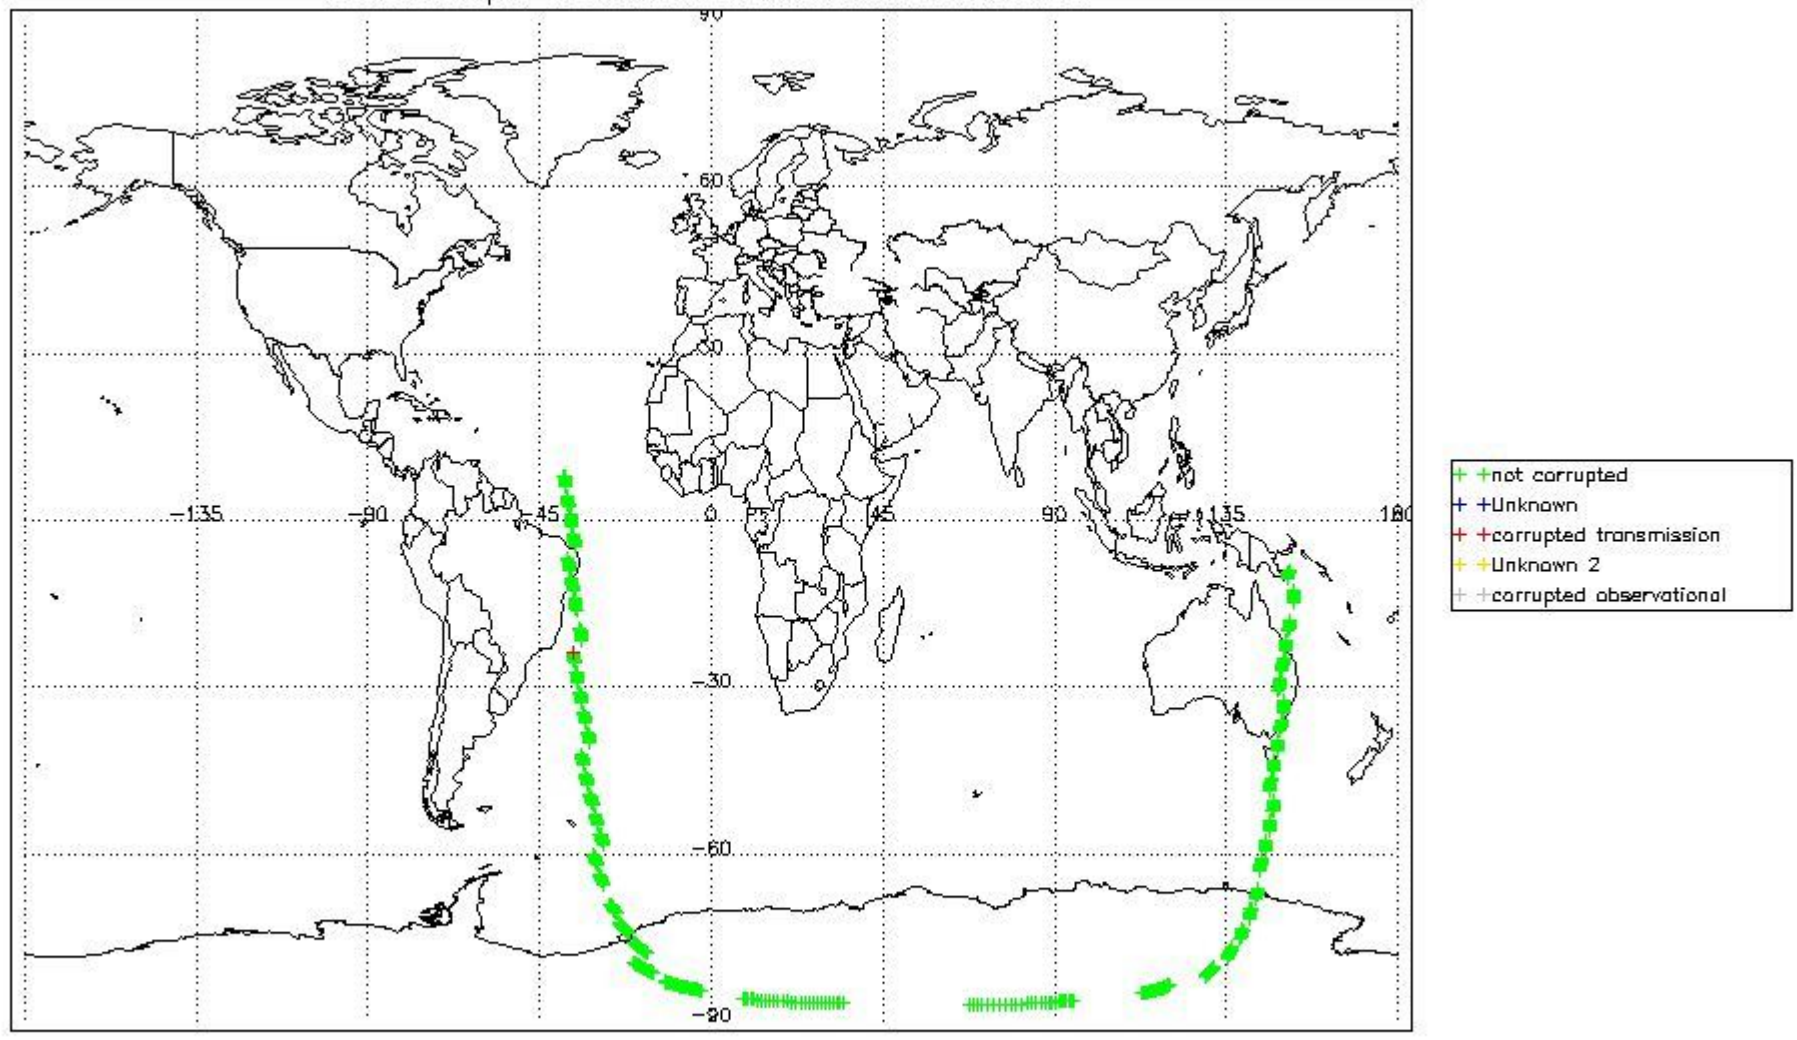 90
60
30
-135
-90
-45
0
45
90
135
180
-30
-60
-90
not corrupted
Unknown
corrupted transmission
Unknown 2
corrupted observational